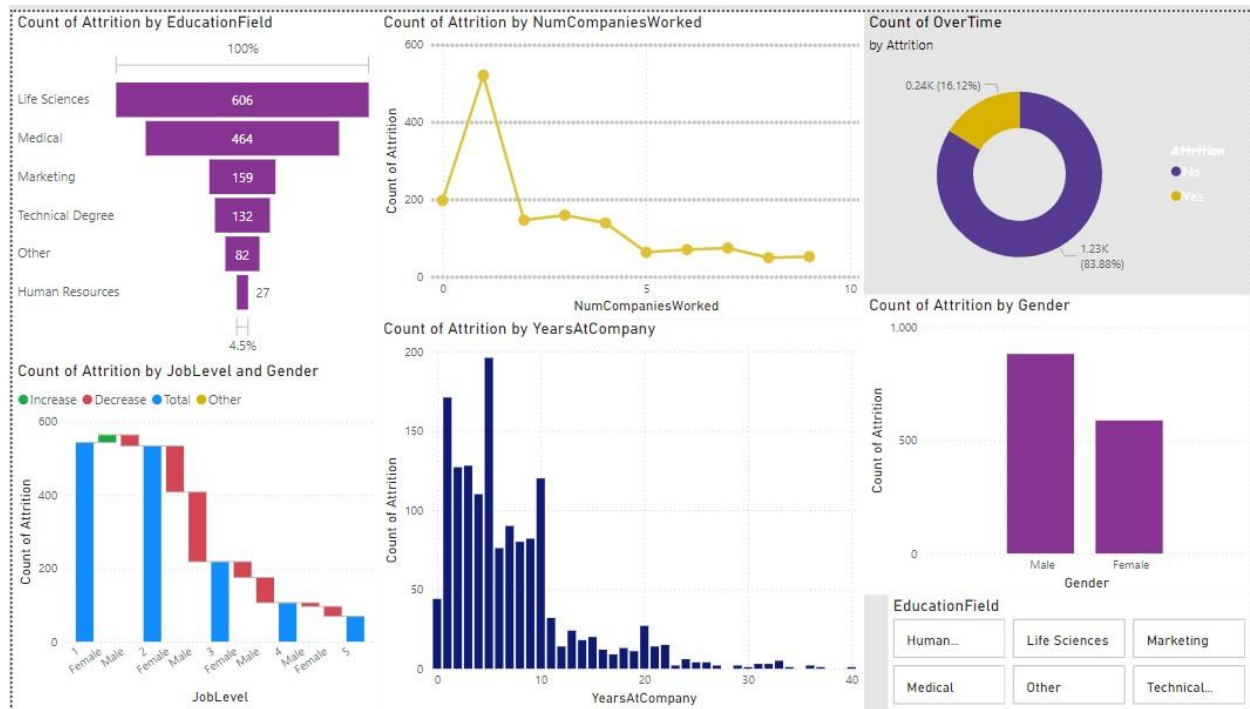 Count of Attrition by EducationField
100%
Life Sciences 606
Medical 464
Marketing 159
Technical Degree 132
Other 82
Human Resources 27
4.5%
Count of Attrition by JobLevel and Gender
Increase Decrease Total Other
Count of Attrition
600
400
200
0
1 Female Male 2 Female Male 3 Female Male 4 Male Female 5
JobLevel
Count of Attrition by NumCompaniesWorked
Count of Attrition
600
400
200
0
0 5 10
NumCompaniesWorked
Count of Attrition by YearsAtCompany
Count of Attrition
200
150
100
50
0
0 10 20 30 40
YearsAtCompany
Count of OverTime
by Attrition
0.24K (16.12%)
1.23K
(83.88%)
Attrition
No
Yes
Count of Attrition by Gender
Count of Attrition
1,000
500
0
Male Female
Gender
EducationField
Human... Life Sciences Marketing
Medical Other Technical...